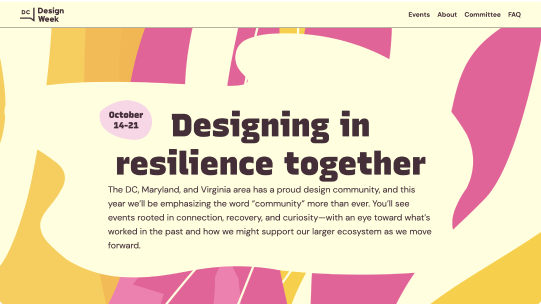 DC Design
Week
Events About Committee FAQ
October
14–21
Designing in
resilience together
The DC, Maryland, and Virginia area has a proud design community, and this
year we'll be emphasizing the word "community" more than ever. You'll see
events rooted in connection, recovery, and curiosity—with an eye toward what's
worked in the past and how we might support our larger ecosystem as we move
forward.